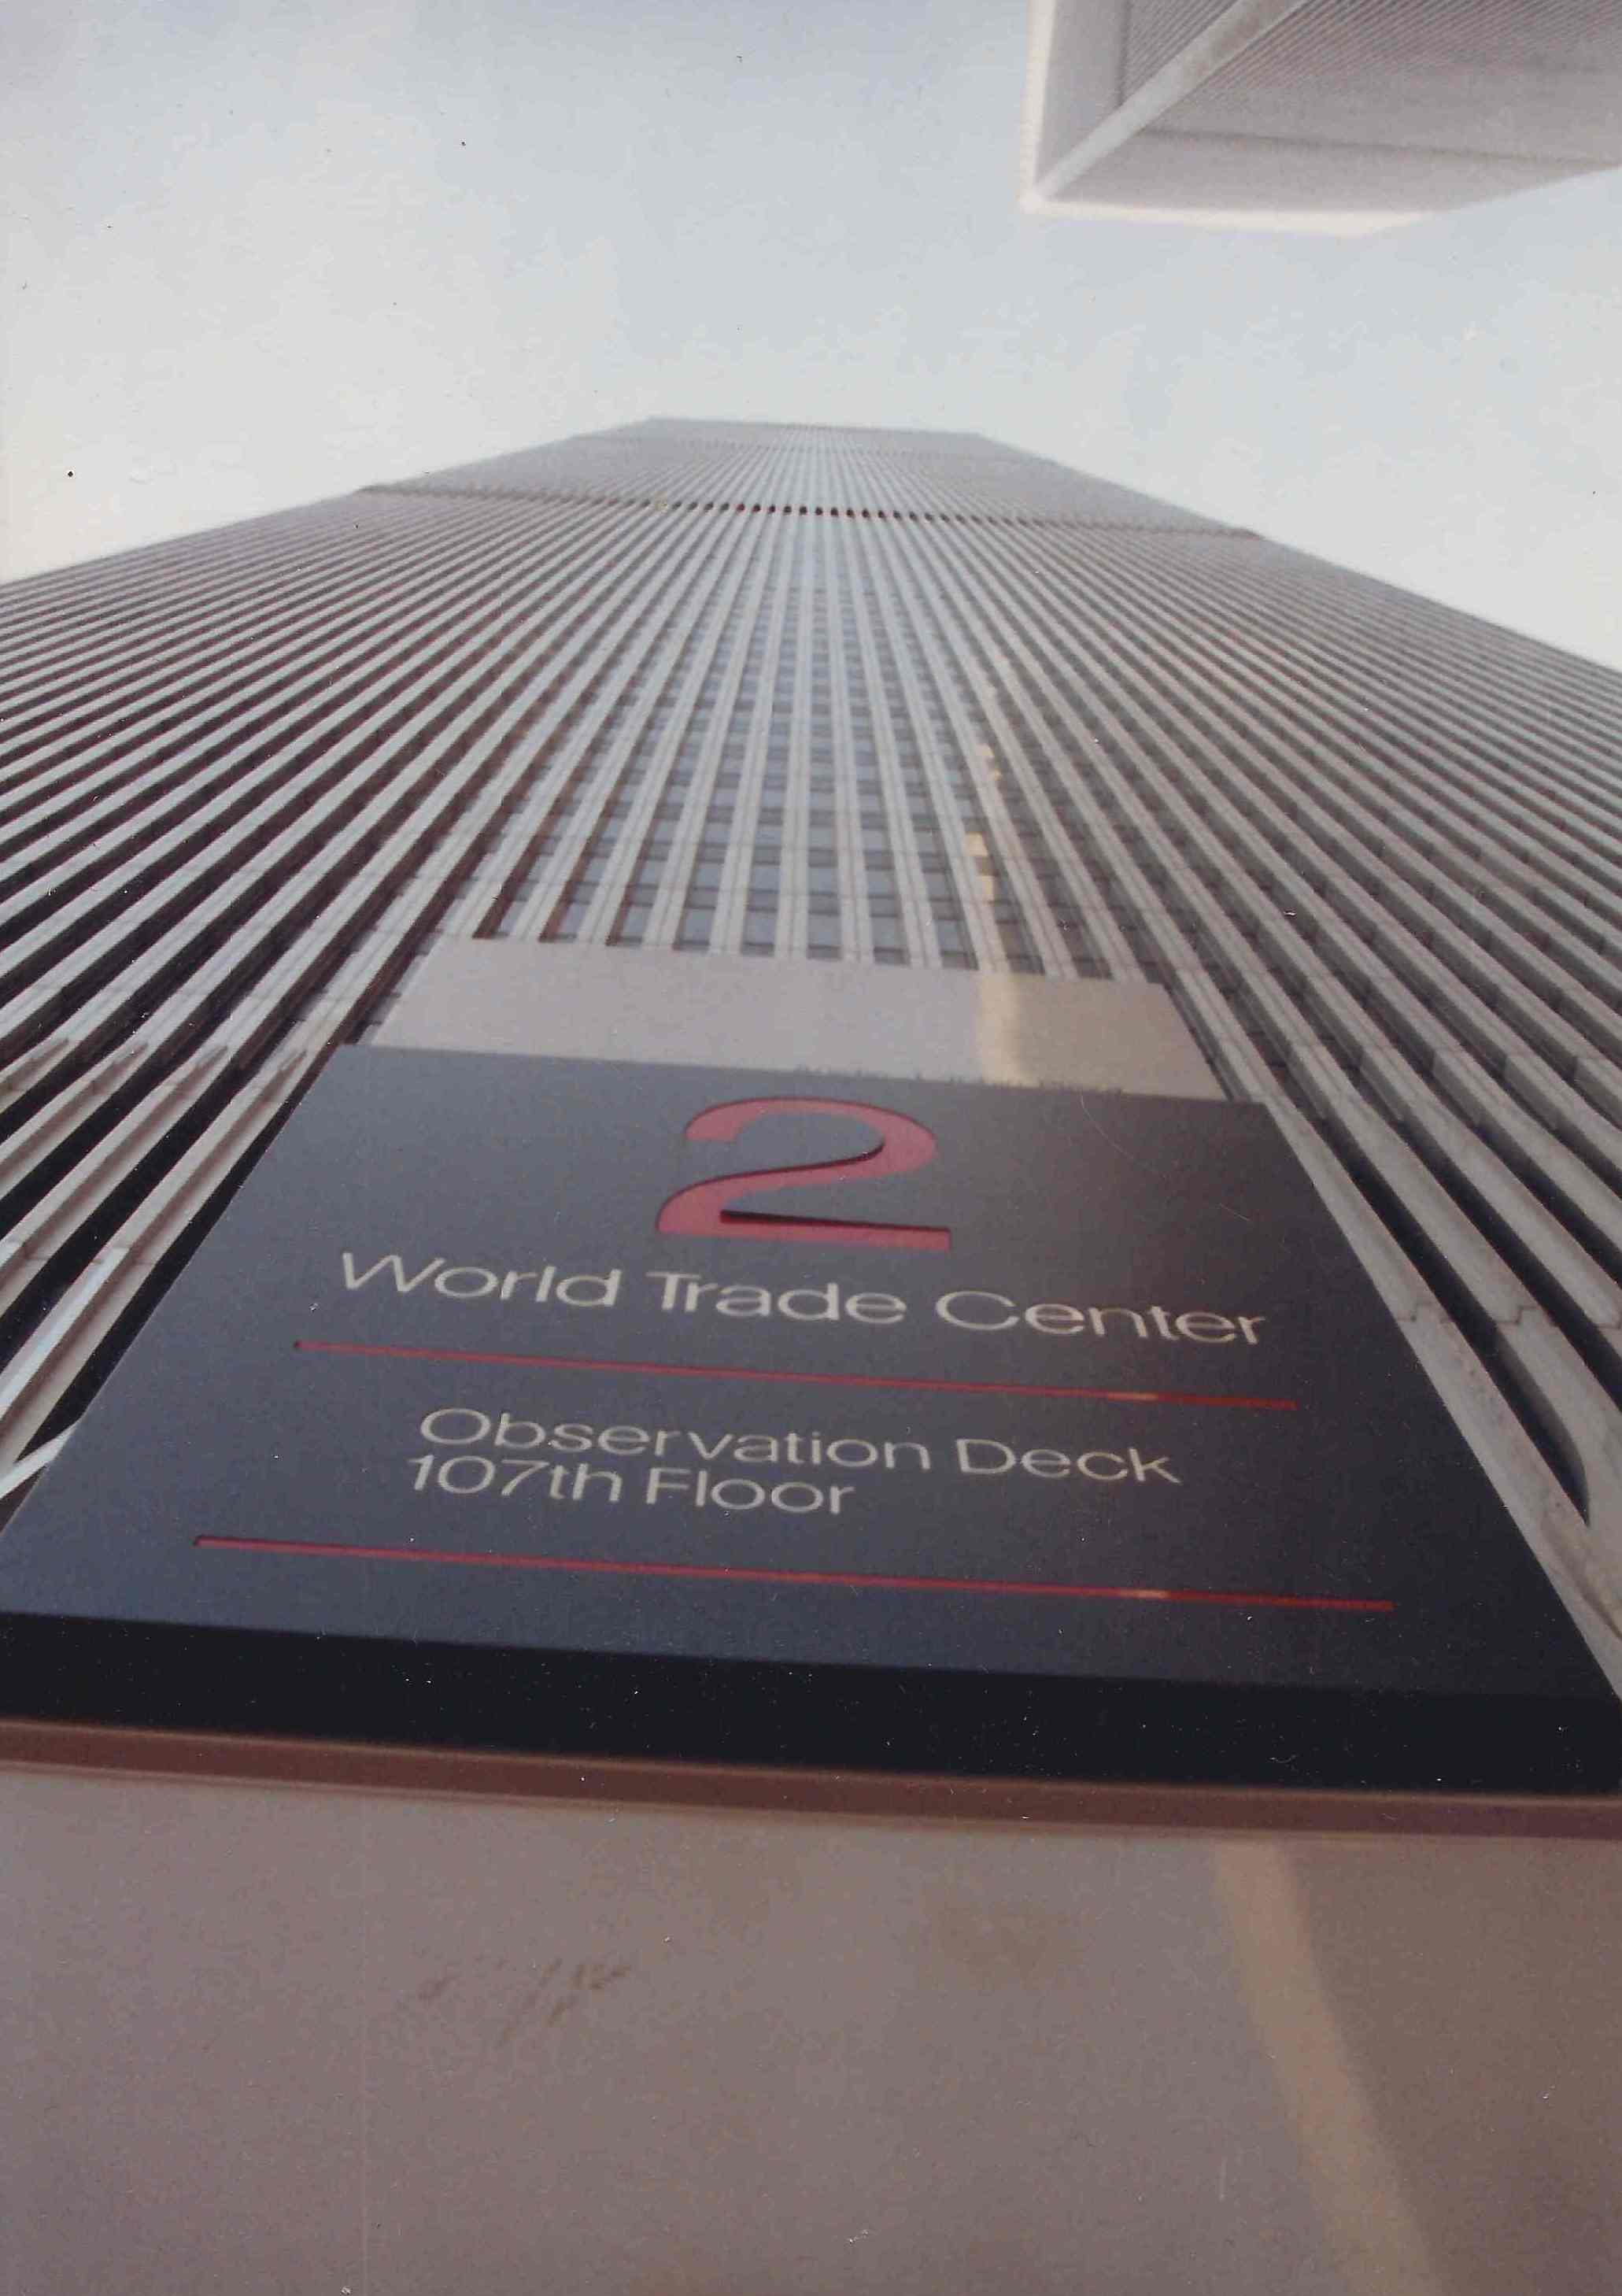 2
World Trade Center
Observation Deck
107th Floor